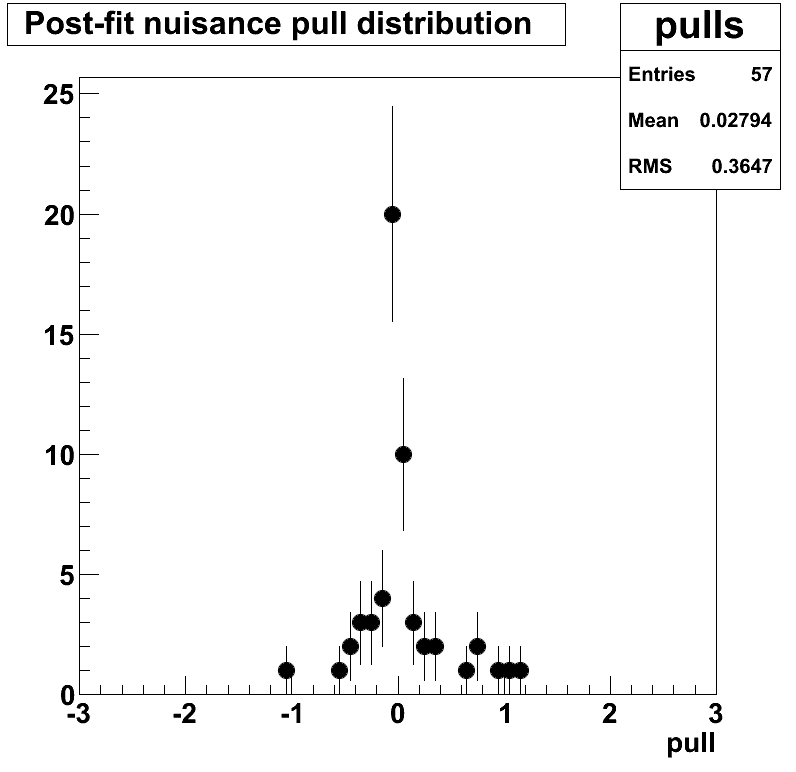 Post-fit nuisance pull distribution
pulls
Entries 57
Mean 0.02794
RMS 0.3647
25
20
15
10
5
0
-3 -2 -1 0 1 2 3
pull